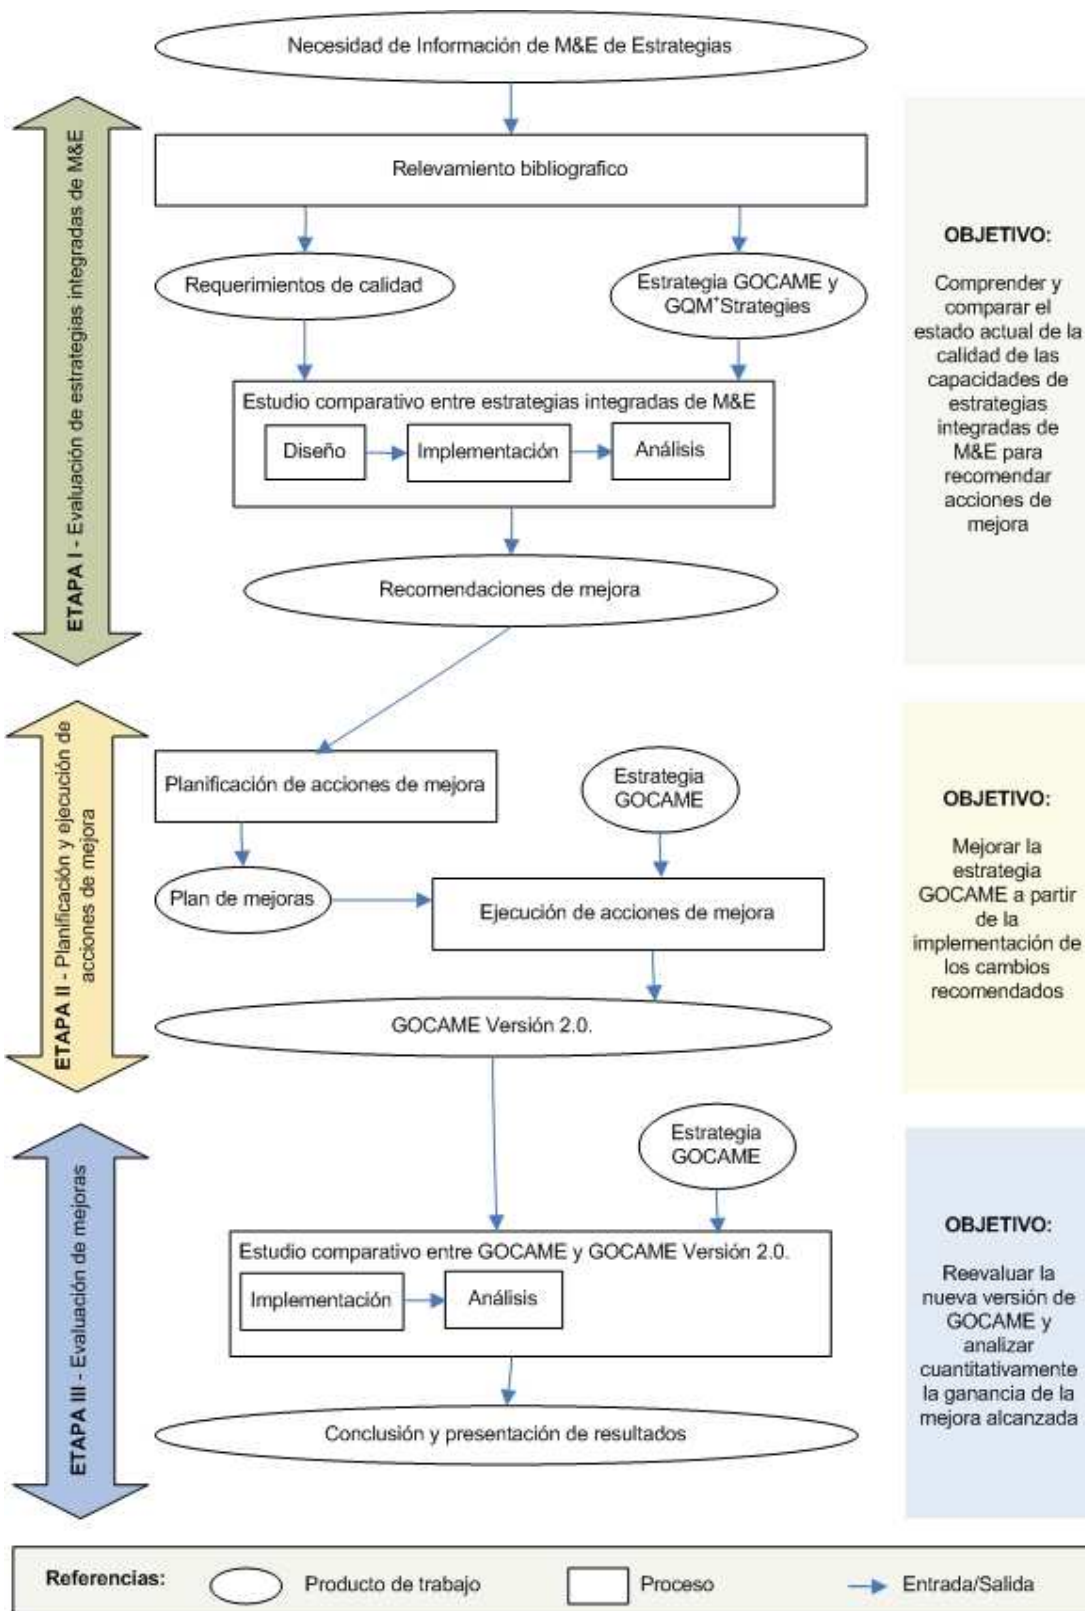 Necesidad de Información de M&E de Estrategias
ETAPA I - Evaluación de estrategias integradas de M&E
Relevamiento bibliografico
Requerimientos de calidad
Estrategia GOCAME y
GQM+Strategies
Estudio comparativo entre estrategias integradas de M&E
Diseño
Implementación
Análisis
Recomendaciones de mejora
OBJETIVO:
Comprender y
comparar el
estado actual de la
calidad de las
capacidades de
estrategias
integradas de
M&E para
recomendar
acciones de
mejora
ETAPA II - Planificación y ejecución de
acciones de mejora
Planificación de acciones de mejora
Estrategia
GOCAME
Plan de mejoras
Ejecución de acciones de mejora
GOCAME Versión 2.0.
OBJETIVO:
Mejorar la
estrategia
GOCAME a partir
de la
implementación de
los cambios
recomendados
ETAPA III - Evaluación de mejoras
Estrategia
GOCAME
Estudio comparativo entre GOCAME y GOCAME Versión 2.0.
Implementación
Análisis
Conclusión y presentación de resultados
OBJETIVO:
Reevaluar la
nueva versión de
GOCAME y
analizar
cuantitativamente
la ganancia de la
mejora alcanzada
Referencias:
Producto de trabajo
Proceso
Entrada/Salida